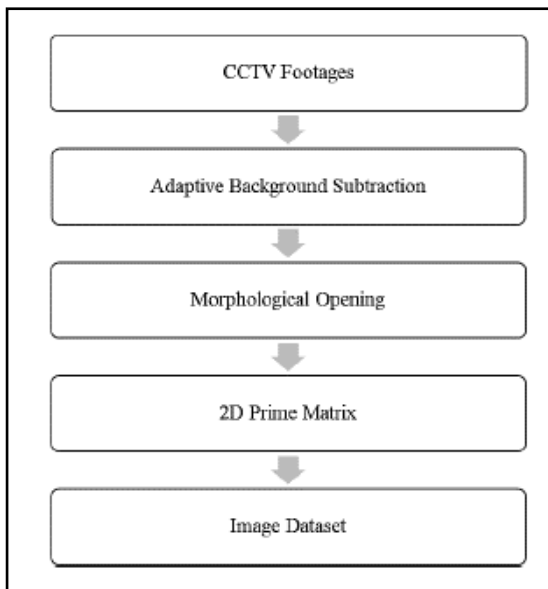 CCTV Footages
Adaptive Background Subtraction
Morphological Opening
2D Prime Matrix
Image Dataset